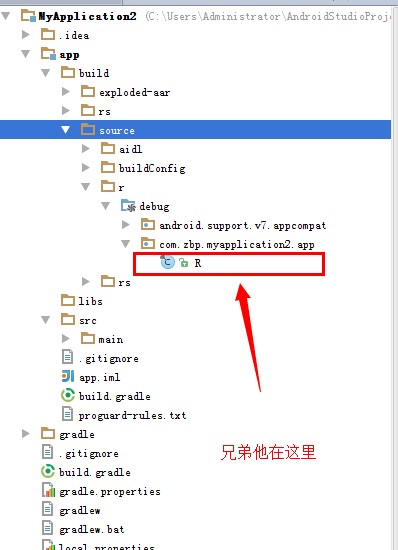 MyApplication2 (C:\Users\Administrator\AndroidStudioProj
.idea
app
build
exploded-aar
rs
source
aidl
buildConfig
r
debug
android.support.v7.appcompat
com.zbp.myapplication2.app
R
rs
libs
src
main
.gitignore
app.iml
build.gradle
proguard-rules.txt
gradle
兄弟他在这里
.gitignore
build.gradle
gradle.properties
gradlew
gradlew.bat
local.properties